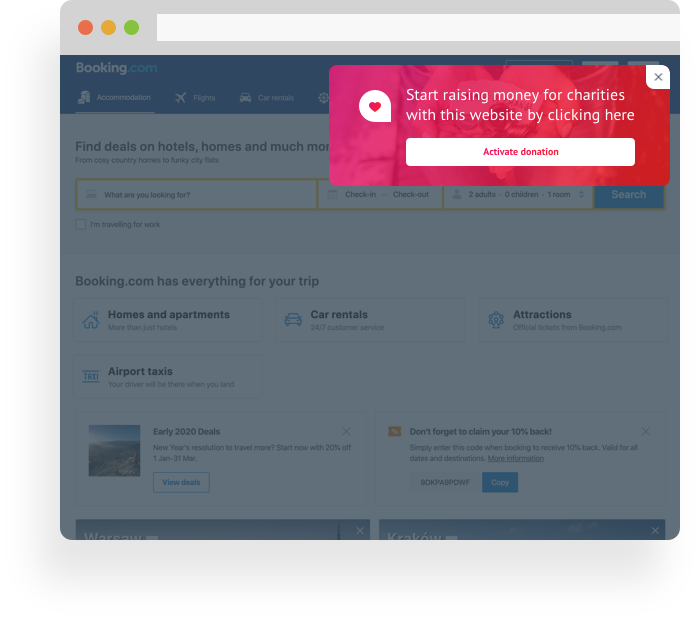 Booking.com
Accommodation
Flights
Car rentals
Start raising money for charities
with this website by clicking here
Activate donation
Find deals on hotels, homes and much mor
From cosy country homes to funky city flats
What are you looking for?
Check-in — Check-out
2 adults · 0 children · 1 room
Search
I'm travelling for work
Booking.com has everything for your trip
Homes and apartments
More than just hotels
Car rentals
24/7 customer service
Attractions
Official tickets from Booking.com
TAXI
Airport taxis
Your driver will be there when you land
Early 2020 Deals
New Year's resolution to travel more? Start now with 20% off
1 Jan-31 Mar.
View deals
Don't forget to claim your 10% back!
Simply enter this code when booking to receive 10% back. Valid for all
dates and destinations. More information
Copy
Warsaw
Kraków